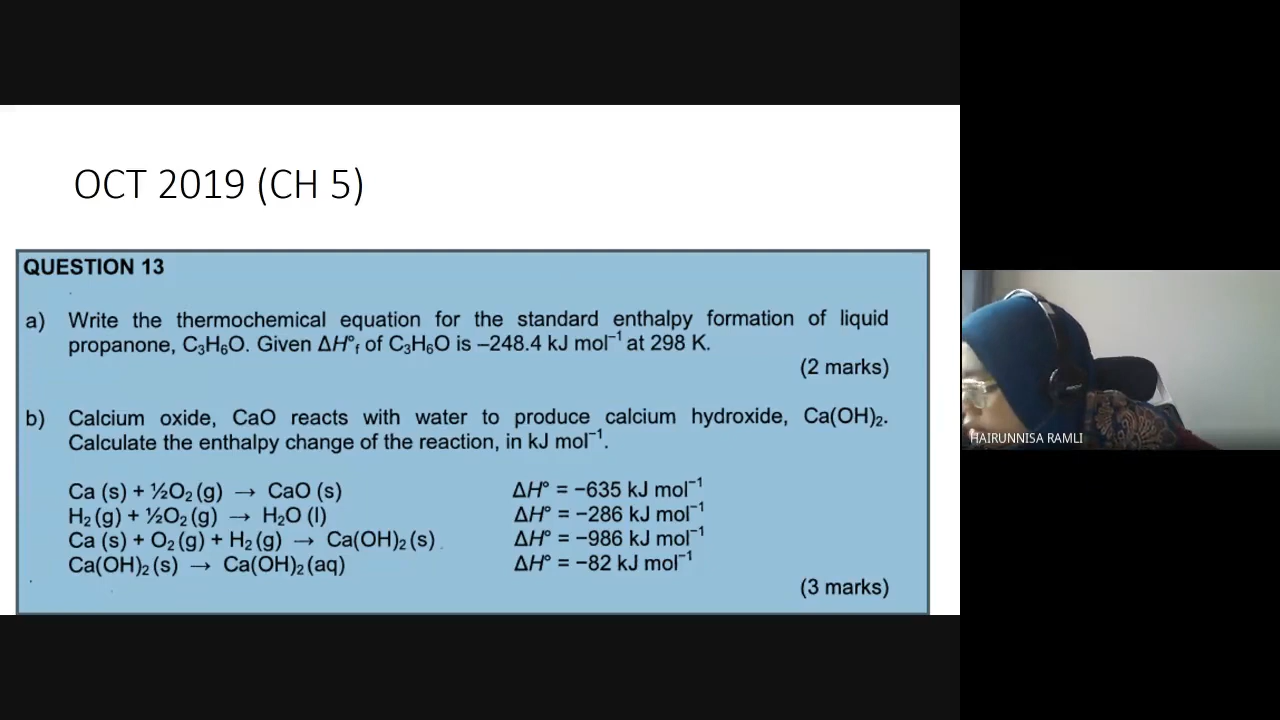 OCT 2019 (CH 5)
QUESTION 13
a) Write the thermochemical equation for the standard enthalpy formation of liquid
propanone, C₃H₆O. Given ΔH°f of C₃H₆O is –248.4 kJ mol⁻¹ at 298 K.
(2 marks)
b) Calcium oxide, CaO reacts with water to produce calcium hydroxide, Ca(OH)₂.
Calculate the enthalpy change of the reaction, in kJ mol⁻¹.
Ca (s) + ½O₂ (g) → CaO (s) ΔH° = −635 kJ mol⁻¹
H₂ (g) + ½O₂ (g) → H₂O (l) ΔH° = −286 kJ mol⁻¹
Ca (s) + O₂ (g) + H₂ (g) → Ca(OH)₂ (s) ΔH° = −986 kJ mol⁻¹
Ca(OH)₂ (s) → Ca(OH)₂ (aq) ΔH° = −82 kJ mol⁻¹
(3 marks)
HAIRUNNISA RAMLI